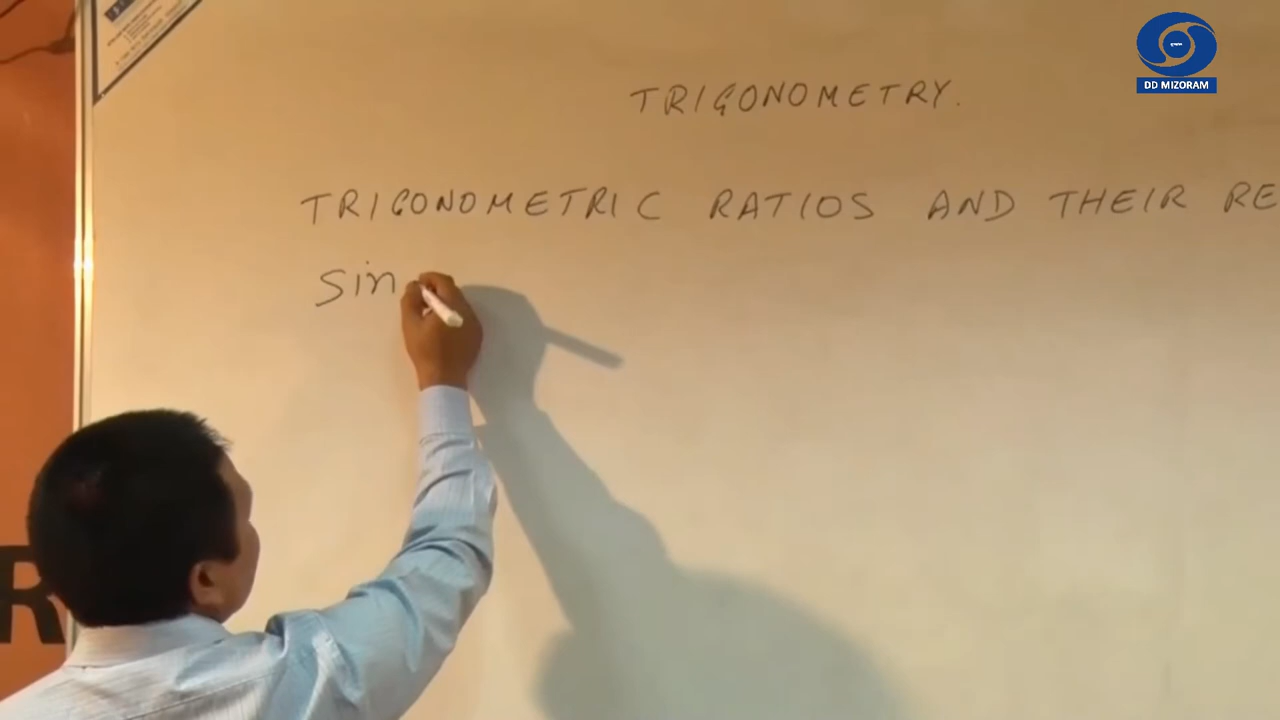 DD MIZORAM
TRIGONOMETRY.
TRIGONOMETRIC RATIOS AND THEIR RE
Sin
R